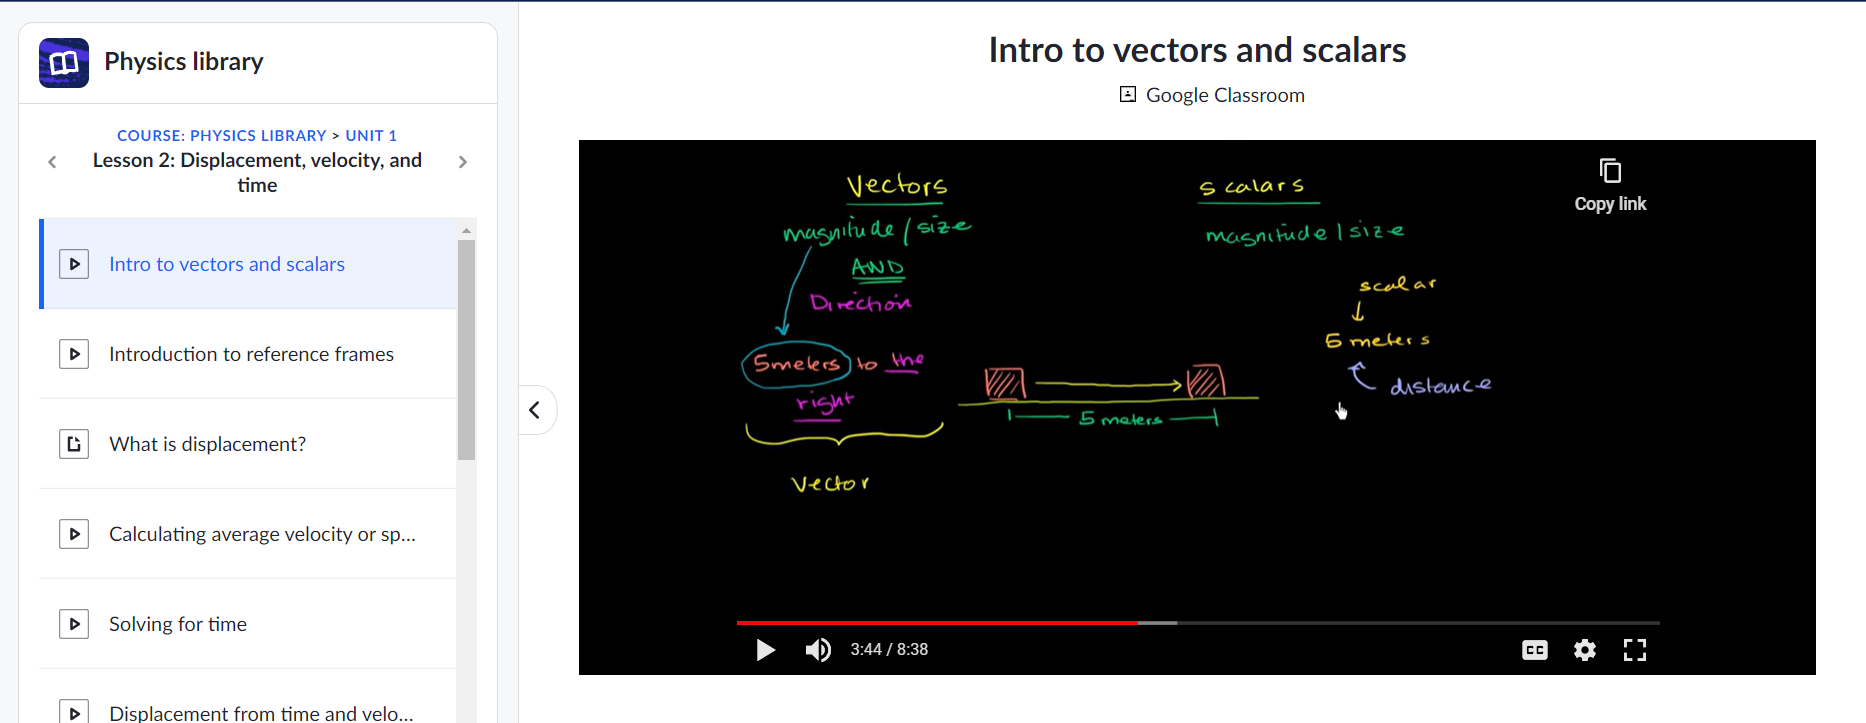 Physics library
COURSE: PHYSICS LIBRARY > UNIT 1
Lesson 2: Displacement, velocity, and
time
Intro to vectors and scalars
Introduction to reference frames
What is displacement?
Calculating average velocity or sp...
Solving for time
Displacement from time and velo...
Intro to vectors and scalars
Google Classroom
Copy link
Vectors
magnitude / size
AND
Direction
5meters to the
right
Vector
5 meters
scalars
magnitude | size
scalar
5 meters
distance
3:44 / 8:38
CC